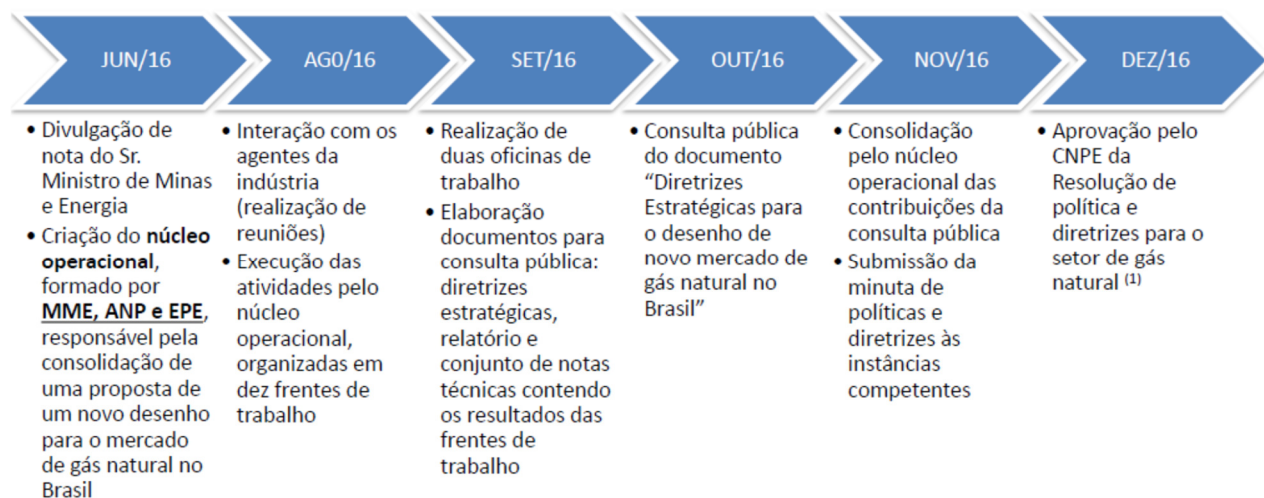 JUN/16
AGO/16
SET/16
OUT/16
NOV/16
DEZ/16
• Divulgação de
nota do Sr.
Ministro de Minas
e Energia
• Criação do núcleo
operacional,
formado por
MME, ANP e EPE,
responsável pela
consolidação de
uma proposta de
um novo desenho
para o mercado
de gás natural no
Brasil
• Interação com os
agentes da
indústria
(realização de
reuniões)
• Execução das
atividades pelo
núcleo
operacional,
organizadas em
dez frentes de
trabalho
• Realização de
duas oficinas de
trabalho
• Elaboração
documentos para
consulta pública:
diretrizes
estratégicas,
relatório e
conjunto de notas
técnicas contendo
os resultados das
frentes de
trabalho
• Consulta pública
do documento
“Diretrizes
Estratégicas para
o desenho de
novo mercado de
gás natural no
Brasil”
• Consolidação
pelo núcleo
operacional das
contribuições da
consulta pública
• Submissão da
minuta de
políticas e
diretrizes às
instâncias
competentes
• Aprovação pelo
CNPE da
Resolução de
política e
diretrizes para o
setor de gás
natural (1)